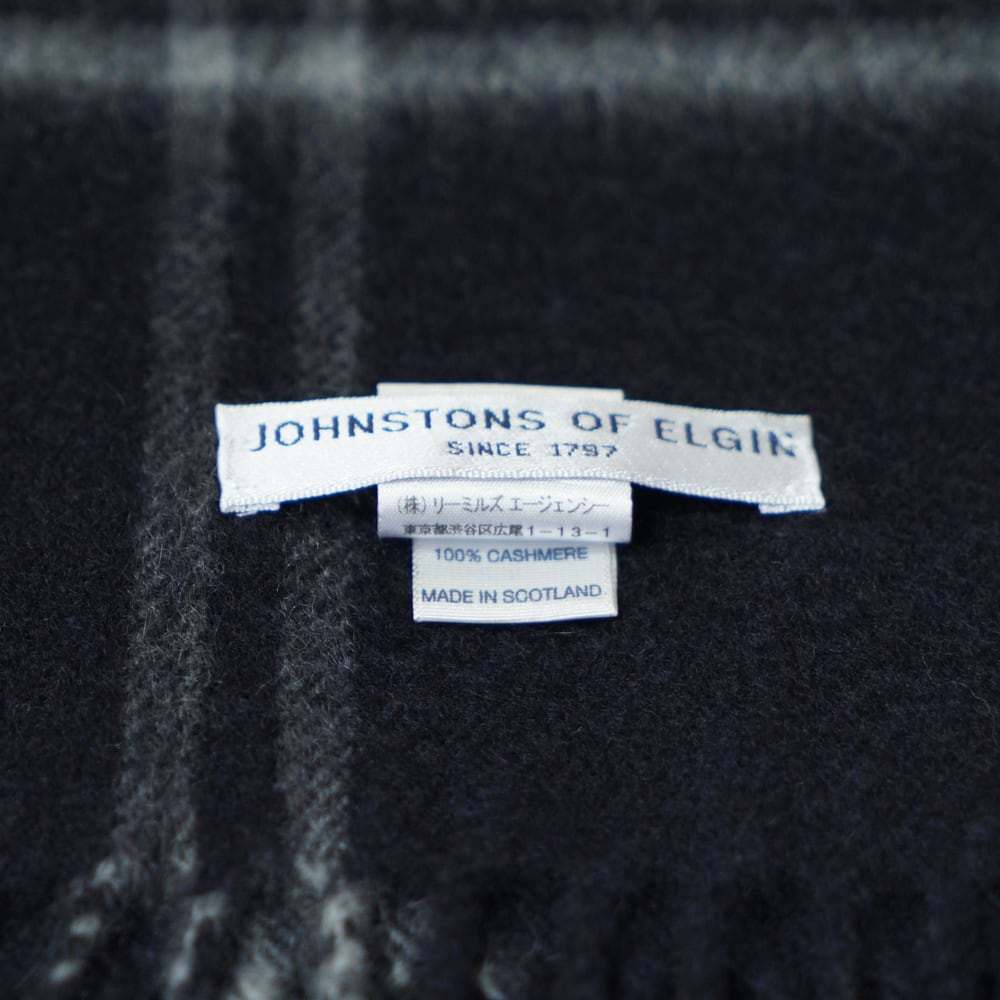 JOHNSTONS OF ELGIN
SINCE 1797
(株) リーミルズ エージェンシー
東京都渋谷区広尾1-13-1
100% CASHMERE
MADE IN SCOTLAND